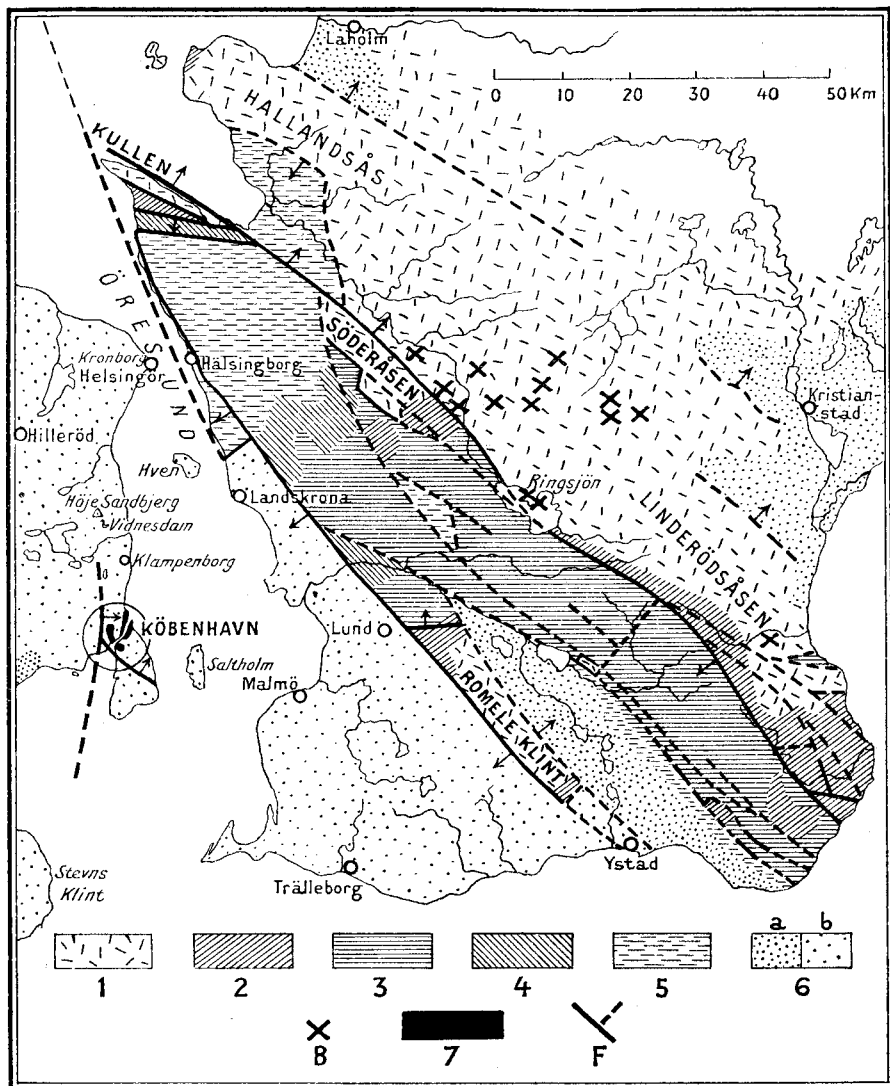 Laholm
0 10 20 30 40 50 Km
HALLANDSÅS
KULLEN
ÖRESUND
SÖDERÅSEN
Kronborg
Helsingör
Hälsingborg
Kristian-
stad
Hilleröd
Hven
Ringsjön
Landskrona
Höje Sandbjerg
Vidnesdam
LINDERÖDSÅSEN
Klampenborg
KÖBENHAVN
Lund
Saltholm
Malmö
ROMELE KLINT
Stevns
Klint
Trälleborg
Ystad
a b
1 2 3 4 5 6
B 7 F